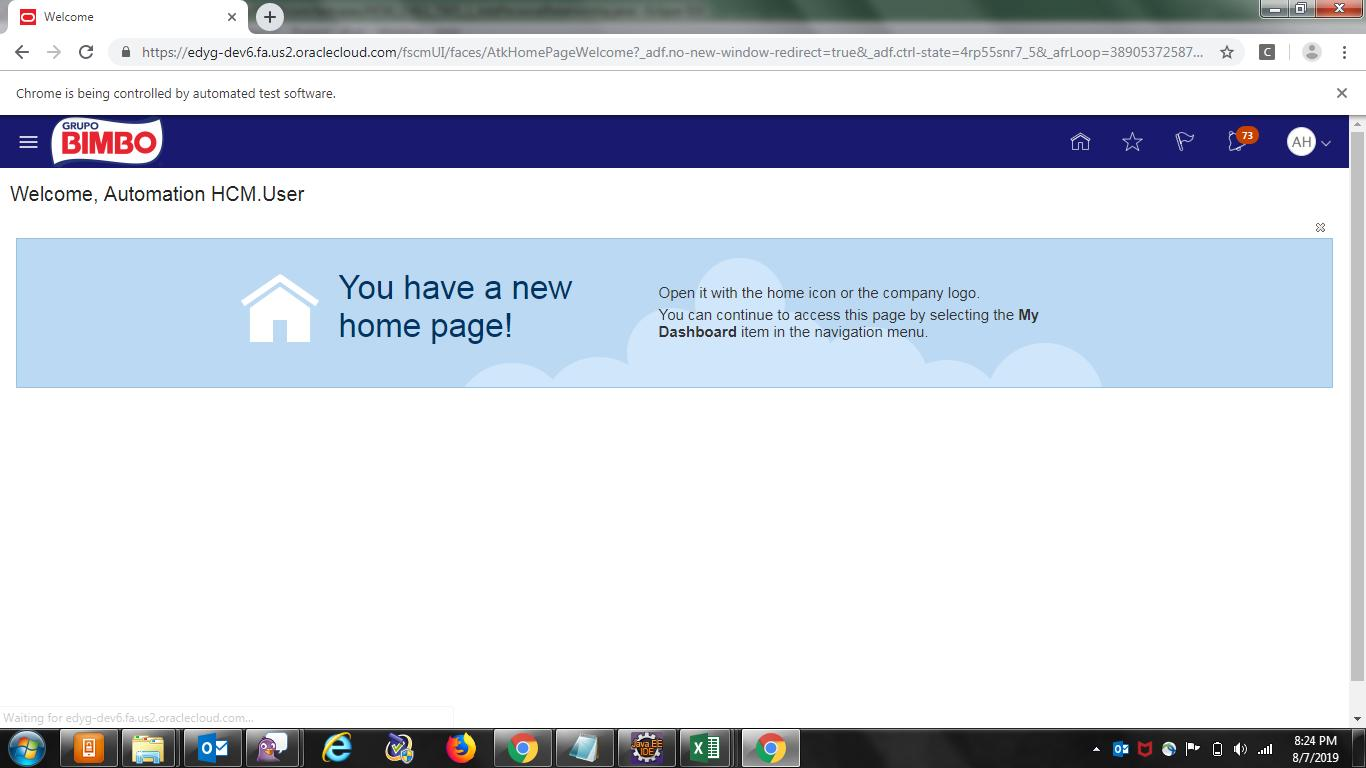 Welcome
https://edyg-dev6.fa.us2.oraclecloud.com/fscmUI/faces/AtkHomePageWelcome?_adf.no-new-window-redirect=true&_adf.ctrl-state=4rp55snr7_5&_afrLoop=38905372587...
C
Chrome is being controlled by automated test software.
GRUPO
BIMBO
73
AH
Welcome, Automation HCM.User
You have a new
home page!
Open it with the home icon or the company logo.
You can continue to access this page by selecting the My
Dashboard item in the navigation menu.
Waiting for edyg-dev6.fa.us2.oraclecloud.com...
Java EE
IDE
8:24 PM
8/7/2019